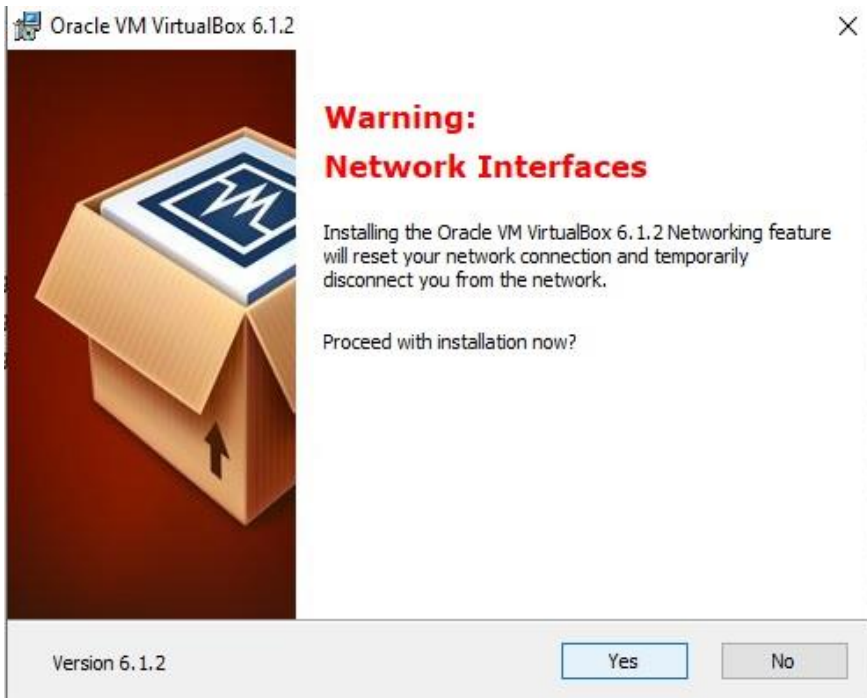 Oracle VM VirtualBox 6.1.2
Warning:
Network Interfaces
Installing the Oracle VM VirtualBox 6.1.2 Networking feature
will reset your network connection and temporarily
disconnect you from the network.
Proceed with installation now?
Version 6.1.2
Yes
No